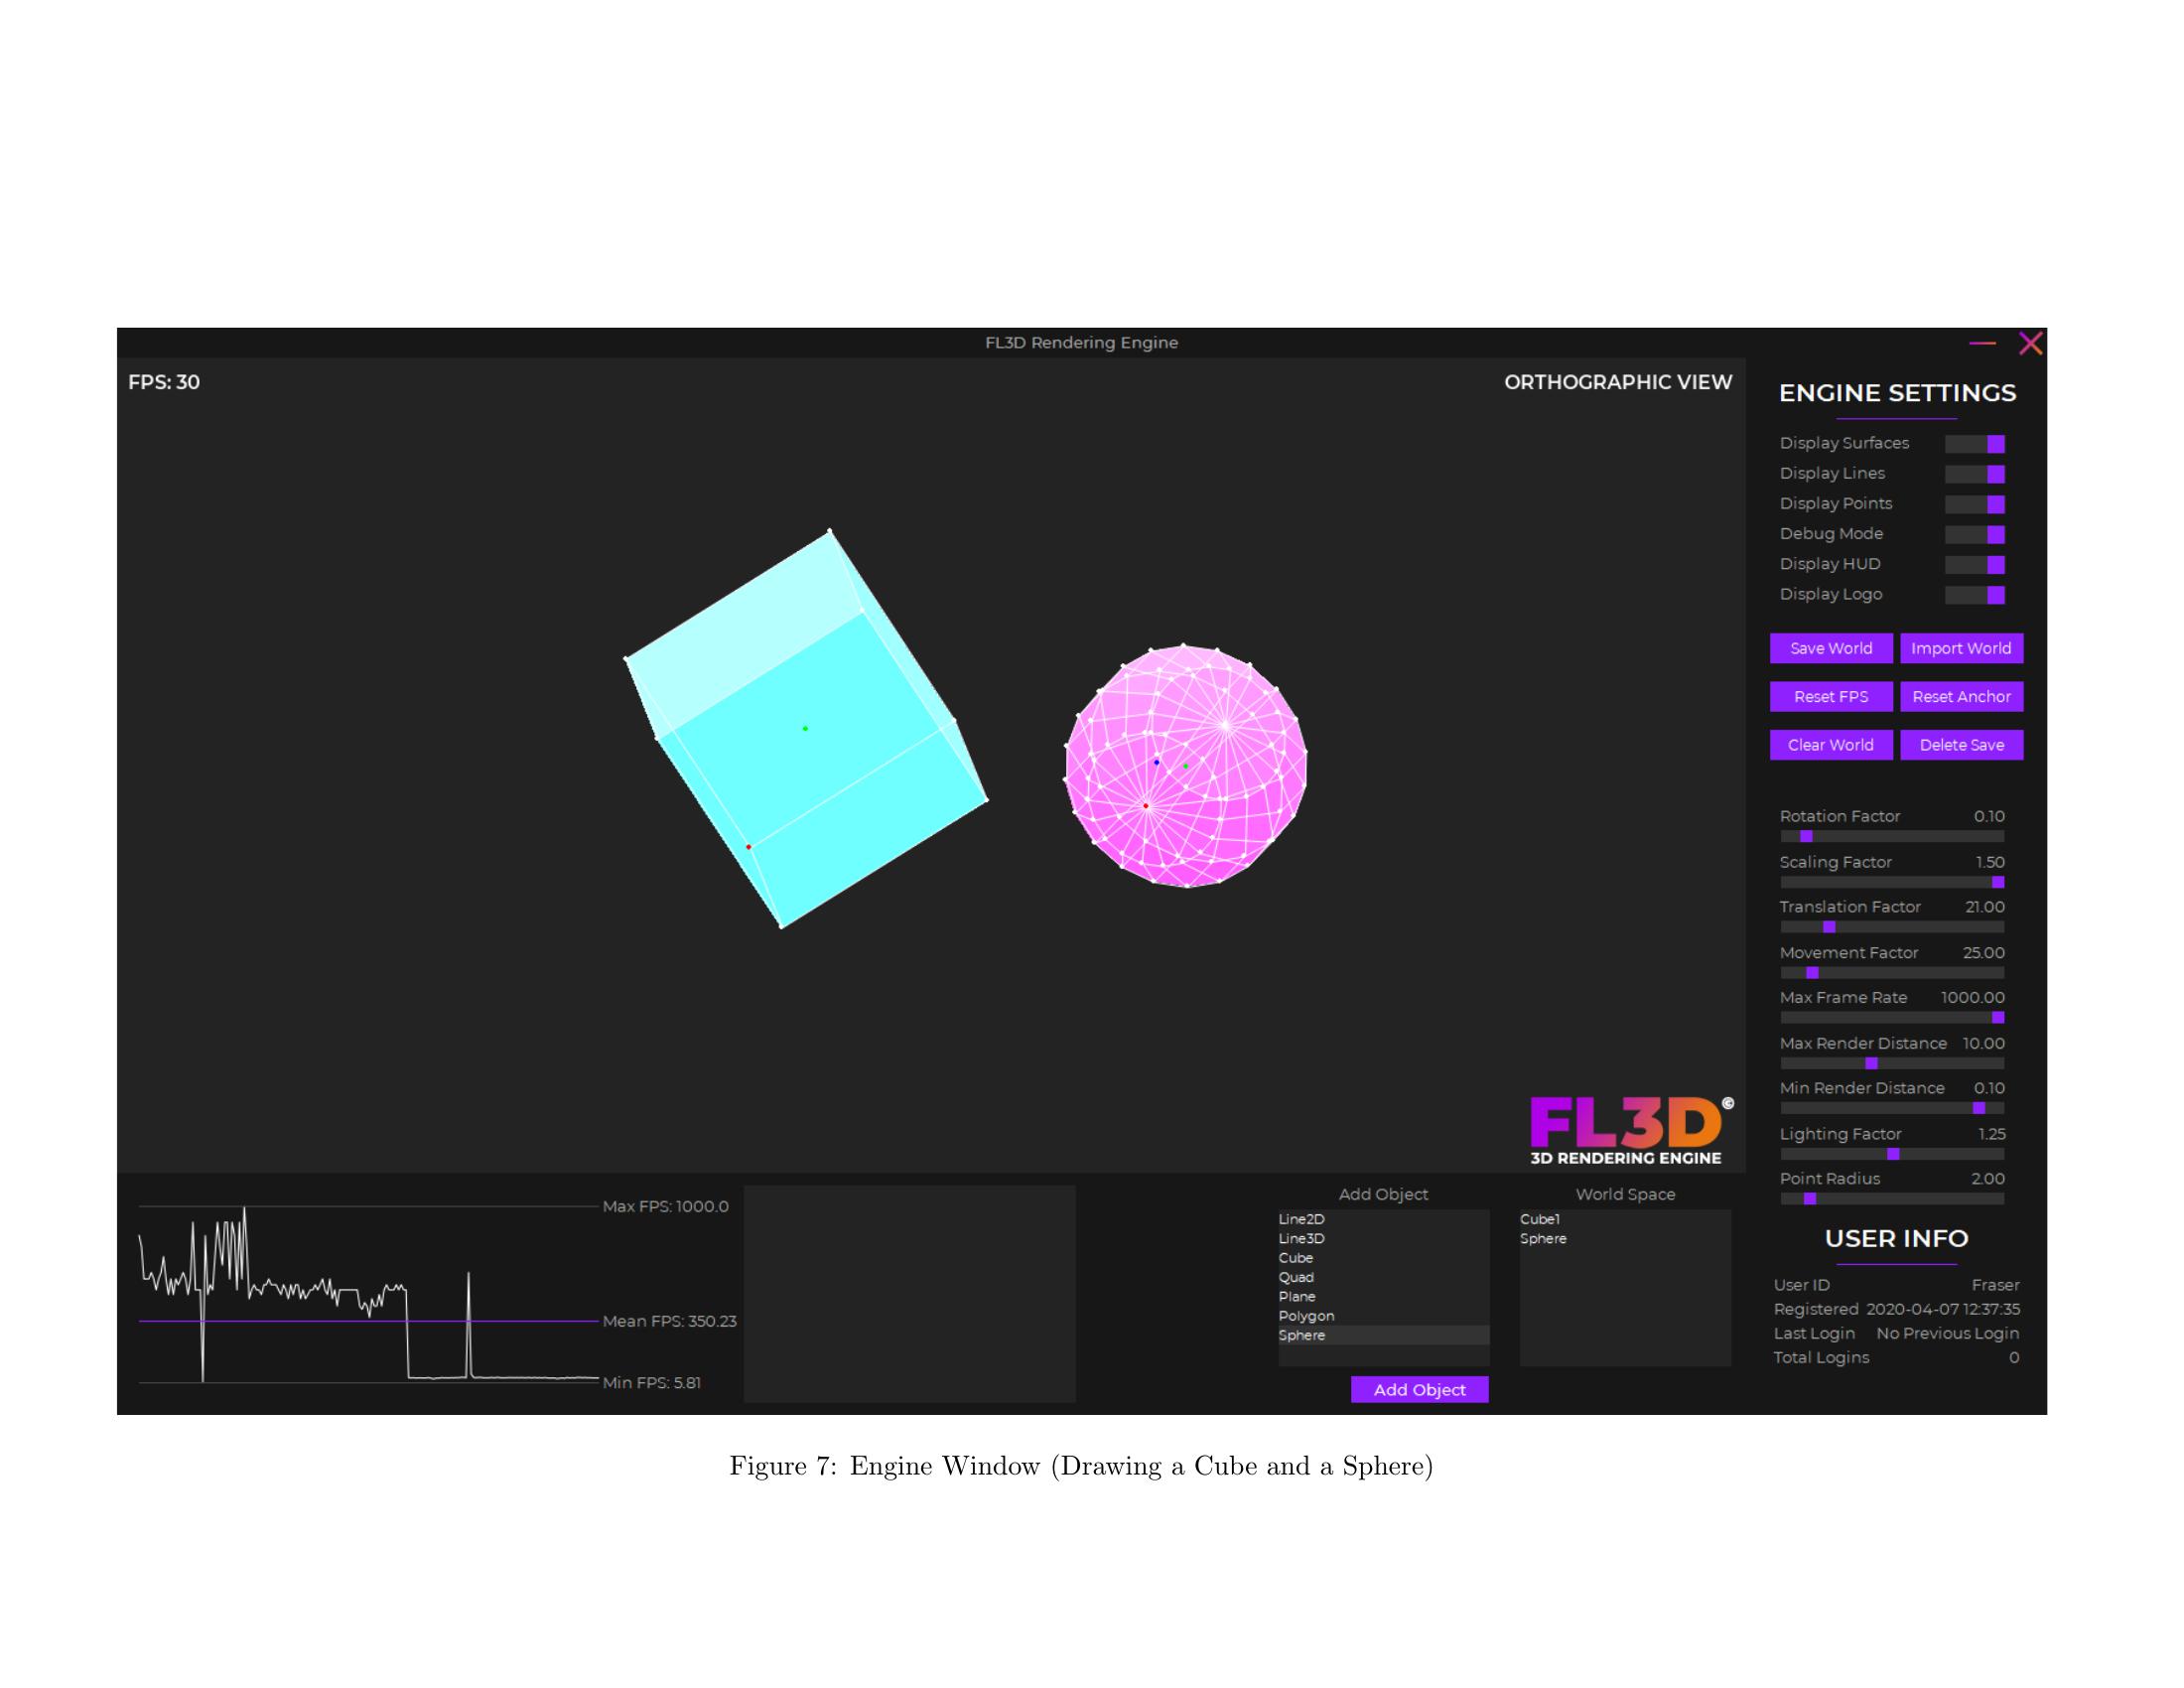 FL3D Rendering Engine
FPS: 30
ORTHOGRAPHIC VIEW
FL3D©
3D RENDERING ENGINE
ENGINE SETTINGS
Display Surfaces
Display Lines
Display Points
Debug Mode
Display HUD
Display Logo
Save World Import World
Reset FPS Reset Anchor
Clear World Delete Save
Rotation Factor 0.10
Scaling Factor 1.50
Translation Factor 21.00
Movement Factor 25.00
Max Frame Rate 1000.00
Max Render Distance 10.00
Min Render Distance 0.10
Lighting Factor 1.25
Point Radius 2.00
USER INFO
User ID Fraser
Registered 2020-04-07 12:37:35
Last Login No Previous Login
Total Logins 0
Max FPS: 1000.0
Mean FPS: 350.23
Min FPS: 5.81
Add Object
Line2D
Line3D
Cube
Quad
Plane
Polygon
Sphere
Add Object
World Space
Cube1
Sphere
Figure 7: Engine Window (Drawing a Cube and a Sphere)